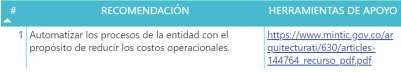 # RECOMENDACIÓN HERRAMIENTAS DE APOYO
1 Automatizar los procesos de la entidad con el https://www.mintic.gov.co/ar
propósito de reducir los costos operacionales. quitecturati/630/articles-
144764_recurso_pdf.pdf